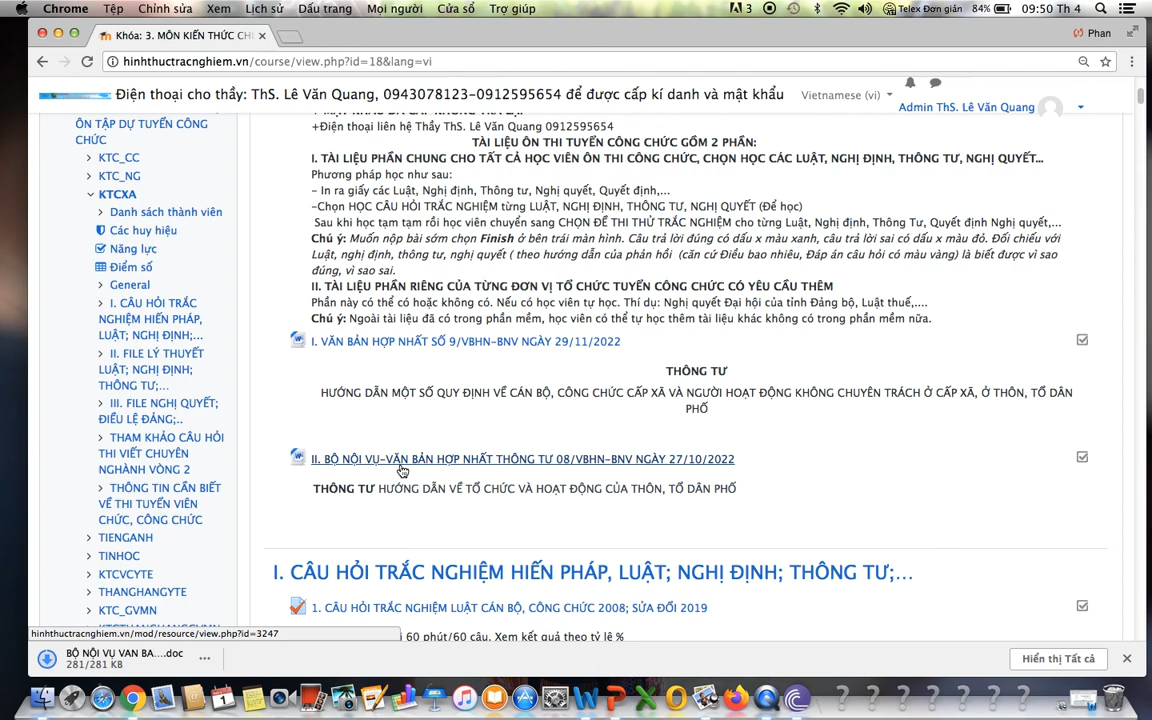 Chrome Tệp Chỉnh sửa Xem Lịch sử Dấu trang Mọi người Cửa sổ Trợ giúp 3 Telex Đơn giản 84% 09:50 Th 4
Khóa: 3. MÔN KIẾN THỨC CH
Phan
hinhthuctracnghiem.vn/course/view.php?id=18&lang=vi
Điện thoại cho thầy: ThS. Lê Văn Quang, 0943078123-0912595654 để được cấp kí danh và mật khẩu
Vietnamese (vi)
Admin ThS. Lê Văn Quang
ÔN TẬP DỰ TUYỂN CÔNG
CHỨC
KTC_CC
KTC_NG
KTCXA
Danh sách thành viên
Các huy hiệu
Năng lực
Điểm số
General
I. CÂU HỎI TRẮC
NGHIỆM HIẾN PHÁP,
LUẬT; NGHỊ ĐỊNH;...
II. FILE LÝ THUYẾT
LUẬT; NGHỊ ĐỊNH;
THÔNG TƯ;...
III. FILE NGHỊ QUYẾT;
ĐIỀU LỆ ĐẢNG;..
THAM KHẢO CÂU HỎI
THI VIẾT CHUYÊN
NGHÀNH VÒNG 2
THÔNG TIN CẦN BIẾT
VỀ THI TUYỂN VIÊN
CHỨC, CÔNG CHỨC
TIENGANH
TINHOC
KTCVCYTE
THANGHANGYTE
KTC_GVMN
+Điện thoại liên hệ Thầy ThS. Lê Văn Quang 0912595654
TÀI LIỆU ÔN THI TUYỂN CÔNG CHỨC GỒM 2 PHẦN:
I. TÀI LIỆU PHẦN CHUNG CHO TẤT CẢ HỌC VIÊN ÔN THI CÔNG CHỨC, CHỌN HỌC CÁC LUẬT, NGHỊ ĐỊNH, THÔNG TƯ, NGHỊ QUYẾT...
Phương pháp học như sau:
- In ra giấy các Luật, Nghị định, Thông tư, Nghị quyết, Quyết định,...
-Chọn HỌC CÂU HỎI TRẮC NGHIỆM từng LUẬT, NGHỊ ĐỊNH, THÔNG TƯ, NGHỊ QUYẾT (Để học)
Sau khi học tạm tạm rồi học viên chuyển sang CHỌN ĐỀ THI THỬ TRẮC NGHIỆM cho từng Luật, Nghị định, Thông Tư, Quyết định Nghị quyết,...
Chú ý: Muốn nộp bài sớm chọn Finish ở bên trái màn hình. Câu trả lời đúng có dấu x màu xanh, câu trả lời sai có dấu x màu đỏ. Đối chiếu với
Luật, nghị định, thông tư, nghị quyết ( theo hướng dẫn của phản hồi (căn cứ Điều bao nhiêu, Đáp án câu hỏi có màu vàng) là biết được vì sao
đúng, vì sao sai.
II. TÀI LIỆU PHẦN RIÊNG CỦA TỪNG ĐƠN VỊ TỔ CHỨC TUYỂN CÔNG CHỨC CÓ YÊU CẦU THÊM
Phần này có thể có hoặc không có. Nếu có học viên tự học. Thí dụ: Nghị quyết Đại hội của tỉnh Đảng bộ, Luật thuế,....
Chú ý: Ngoài tài liệu đã có trong phần mềm, học viên có thể tự học thêm tài liệu khác không có trong phần mềm nữa.
I. VĂN BẢN HỢP NHẤT SỐ 9/VBHN-BNV NGÀY 29/11/2022
THÔNG TƯ
HƯỚNG DẪN MỘT SỐ QUY ĐỊNH VỀ CÁN BỘ, CÔNG CHỨC CẤP XÃ VÀ NGƯỜI HOẠT ĐỘNG KHÔNG CHUYÊN TRÁCH Ở CẤP XÃ, Ở THÔN, TỔ DÂN
PHỐ
II. BỘ NỘI VỤ-VĂN BẢN HỢP NHẤT THÔNG TƯ 08/VBHN-BNV NGÀY 27/10/2022
THÔNG TƯ HƯỚNG DẪN VỀ TỔ CHỨC VÀ HOẠT ĐỘNG CỦA THÔN, TỔ DÂN PHỐ
I. CÂU HỎI TRẮC NGHIỆM HIẾN PHÁP, LUẬT; NGHỊ ĐỊNH; THÔNG TƯ;...
1. CÂU HỎI TRẮC NGHIỆM LUẬT CÁN BỘ, CÔNG CHỨC 2008; SỬA ĐỔI 2019
60 phút/60 câu. Xem kết quả theo tỷ lệ %
hinhthuctracnghiem.vn/mod/resource/view.php?id=3247
BỘ NỘI VỤ VAN BA....doc
281/281 KB
Hiển thị Tất cả